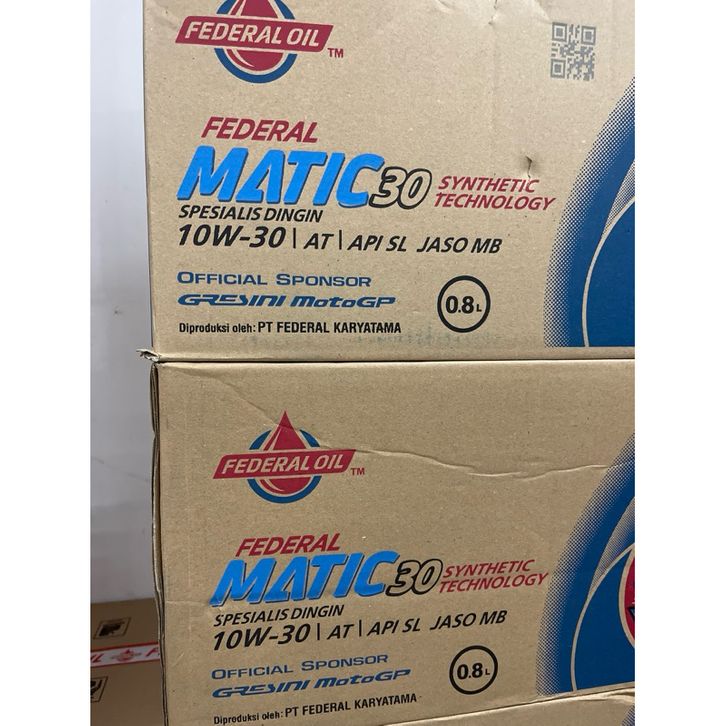 FEDERAL OIL TM
FEDERAL
MATIC30 SYNTHETIC
TECHNOLOGY
SPESIALIS DINGIN
10W-30 | AT | API SL JASO MB
OFFICIAL SPONSOR
GRESINI MotoGP
0.8L
Diproduksi oleh: PT FEDERAL KARYATAMA
FEDERAL OIL TM
FEDERAL
MATIC30 SYNTHETIC
TECHNOLOGY
SPESIALIS DINGIN
10W-30 | AT | API SL JASO MB
OFFICIAL SPONSOR
GRESINI MotoGP
0.8L
Diproduksi oleh: PT FEDERAL KARYATAMA
FEDERAL OIL